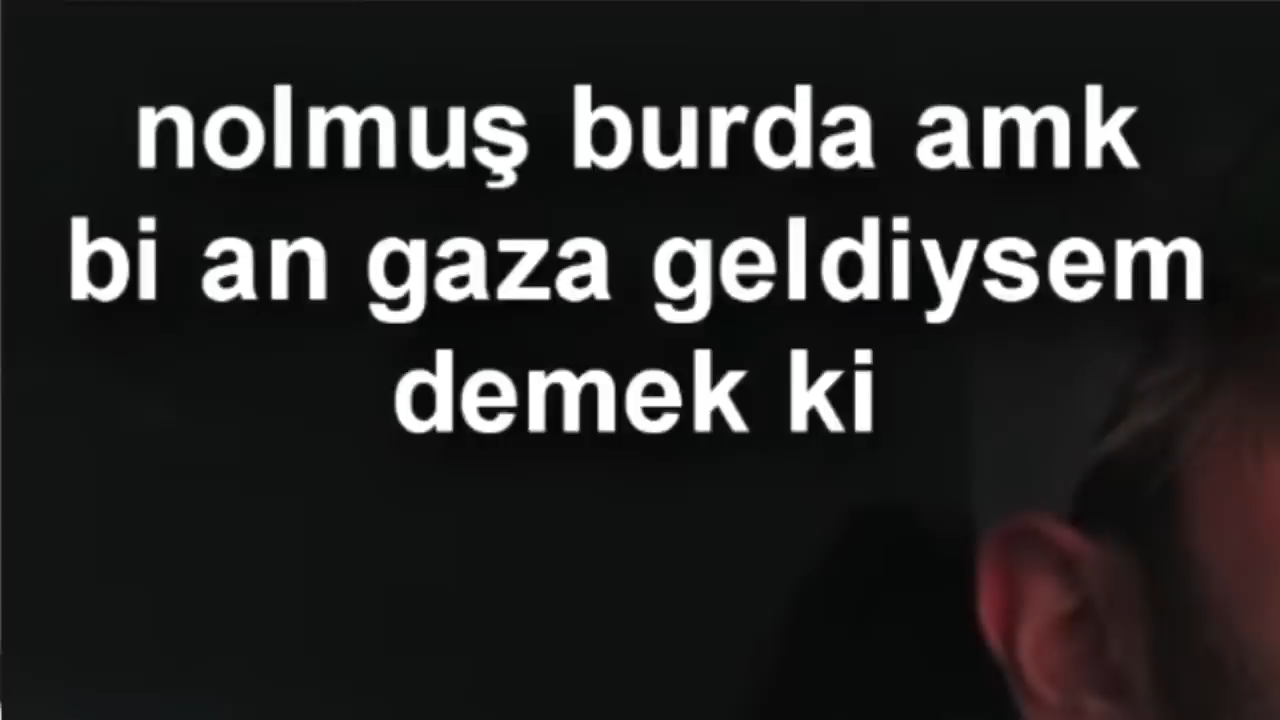 nolmuş burda amk
bi an gaza geldiysem
demek ki